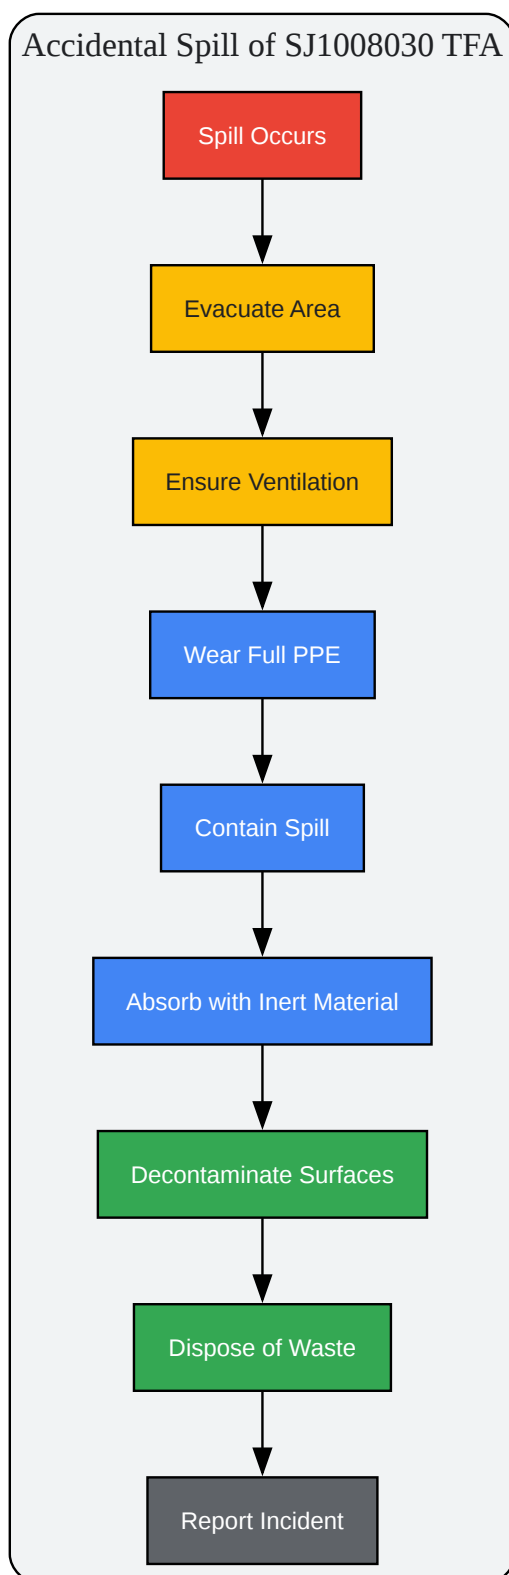 Accidental Spill of SJ1008030 TFA
Spill Occurs
Evacuate Area
Ensure Ventilation
Wear Full PPE
Contain Spill
Absorb with Inert Material
Decontaminate Surfaces
Dispose of Waste
Report Incident